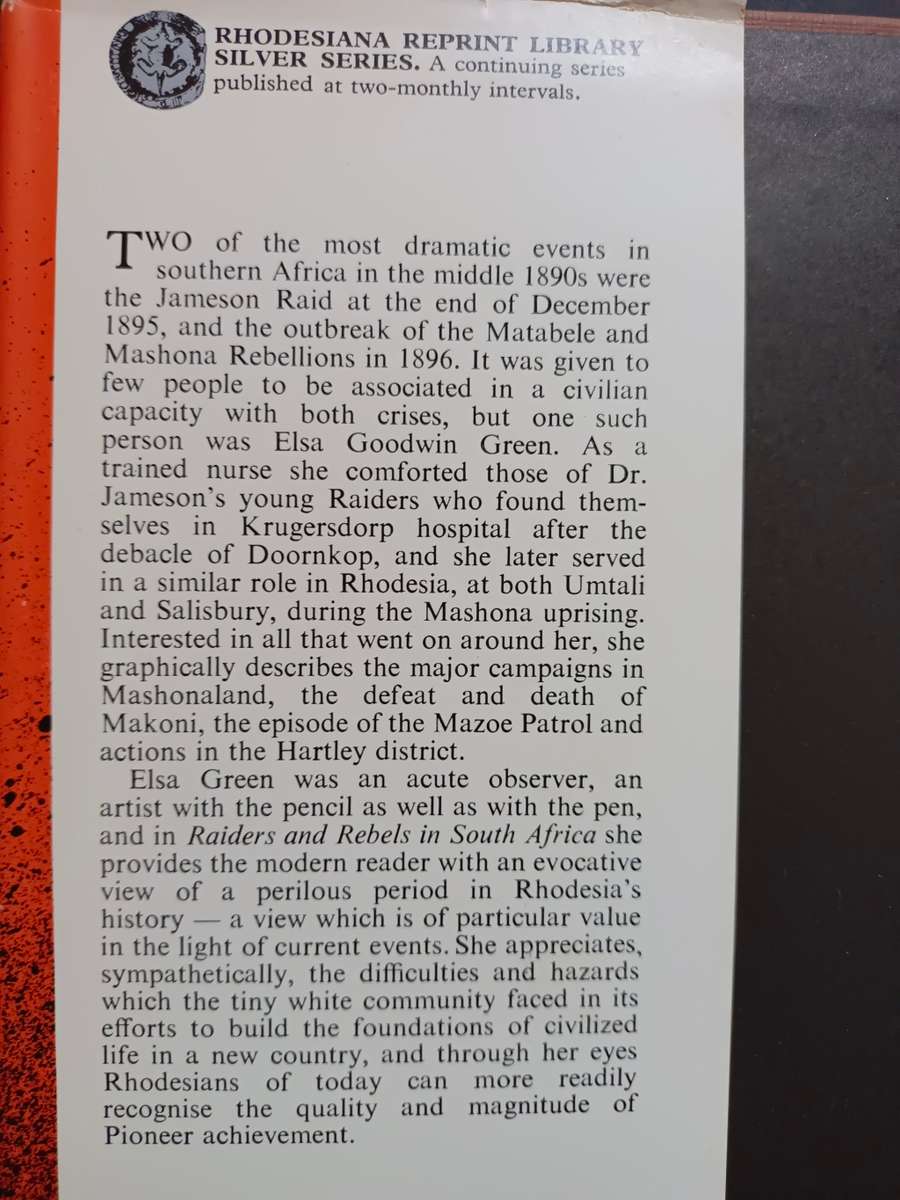 RHODESIANA REPRINT LIBRARY
SILVER SERIES. A continuing series
published at two-monthly intervals.
TWO of the most dramatic events in
southern Africa in the middle 1890s were
the Jameson Raid at the end of December
1895, and the outbreak of the Matabele and
Mashona Rebellions in 1896. It was given to
few people to be associated in a civilian
capacity with both crises, but one such
person was Elsa Goodwin Green. As a
trained nurse she comforted those of Dr.
Jameson's young Raiders who found them-
selves in Krugersdorp hospital after the
debacle of Doornkop, and she later served
in a similar role in Rhodesia, at both Umtali
and Salisbury, during the Mashona uprising.
Interested in all that went on around her, she
graphically describes the major campaigns in
Mashonaland, the defeat and death of
Makoni, the episode of the Mazoe Patrol and
actions in the Hartley district.
Elsa Green was an acute observer, an
artist with the pencil as well as with the pen,
and in Raiders and Rebels in South Africa she
provides the modern reader with an evocative
view of a perilous period in Rhodesia's
history — a view which is of particular value
in the light of current events. She appreciates,
sympathetically, the difficulties and hazards
which the tiny white community faced in its
efforts to build the foundations of civilized
life in a new country, and through her eyes
Rhodesians of today can more readily
recognise the quality and magnitude of
Pioneer achievement.